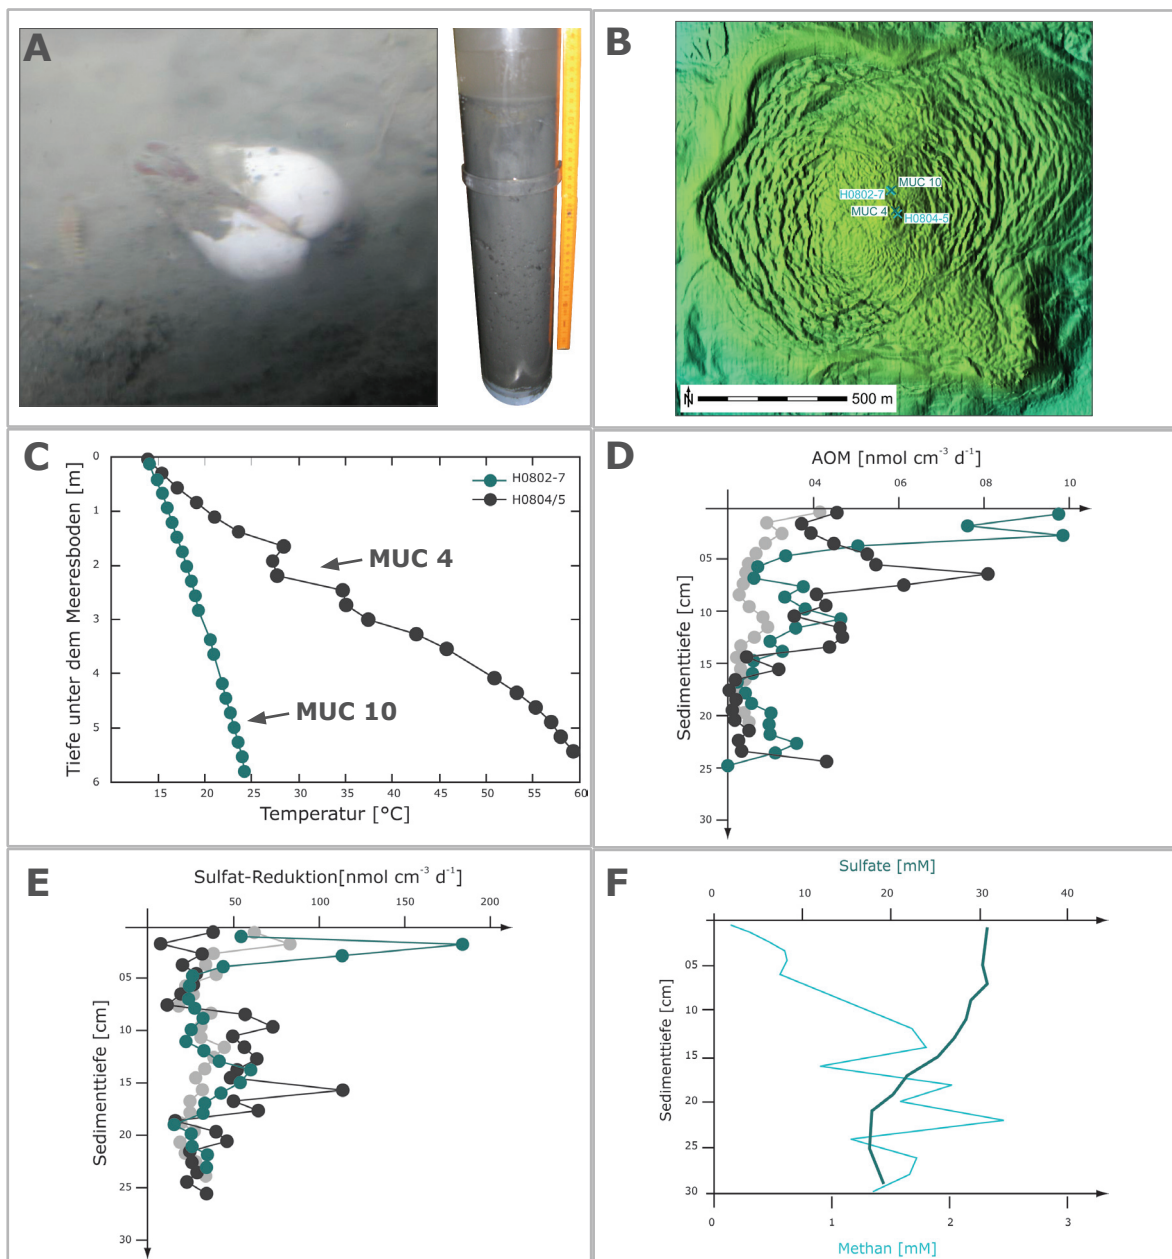 A
B
MUC 10
H0802-7
MUC 4
H0804-5
N
500 m
C
0
1
2
3
4
5
6
Tiefe unter dem Meeresboden [m]
H0802-7
H0804/5
MUC 4
MUC 10
15 20 25 30 35 40 45 50 55 60
Temperatur [°C]
D
AOM [nmol cm⁻³ d⁻¹]
04 06 08 10
05
10
15
20
25
30
Sedimenttiefe [cm]
E
Sulfat-Reduktion[nmol cm⁻³ d⁻¹]
50 100 150 200
05
10
15
20
25
30
Sedimenttiefe [cm]
F
Sulfate [mM]
0 10 20 30 40
5
10
15
20
25
30
Sedimenttiefe [cm]
0 1 2 3
Methan [mM]